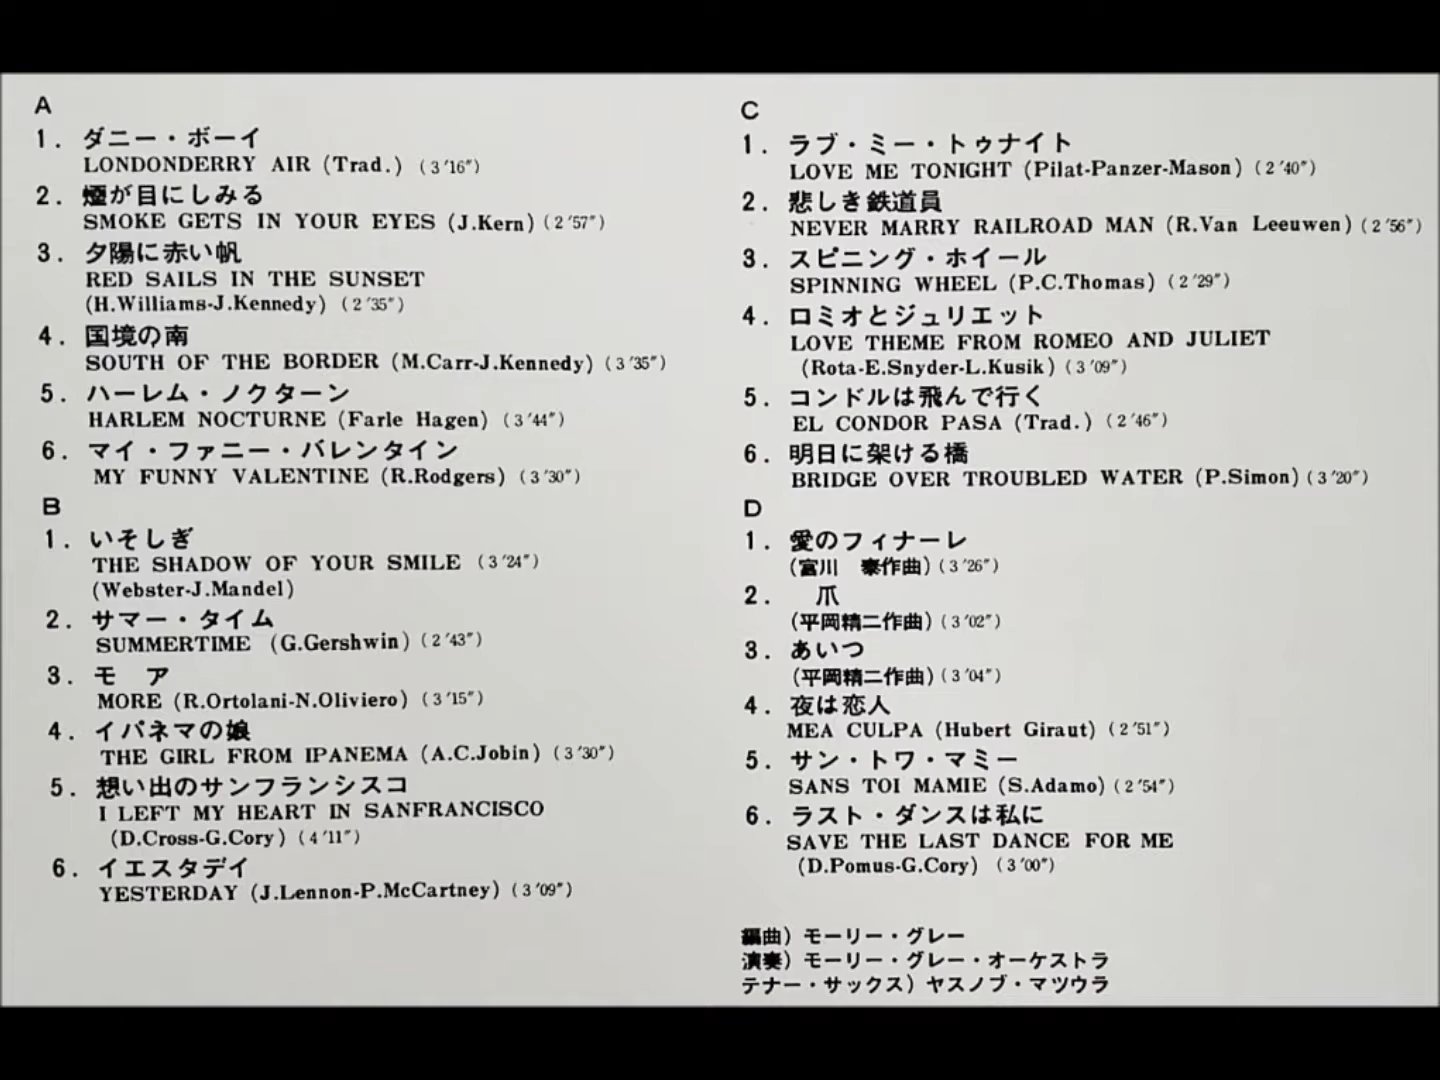 A
1. ダニー・ボーイ
LONDONDERRY AIR (Trad.) (3′16″)
2. 煙が目にしみる
SMOKE GETS IN YOUR EYES (J.Kern) (2′57″)
3. 夕陽に赤い帆
RED SAILS IN THE SUNSET
(H.Williams-J.Kennedy) (2′35″)
4. 国境の南
SOUTH OF THE BORDER (M.Carr-J.Kennedy) (3′35″)
5. ハーレム・ノクターン
HARLEM NOCTURNE (Farle Hagen) (3′44″)
6. マイ・ファニー・バレンタイン
MY FUNNY VALENTINE (R.Rodgers) (3′30″)
B
1. いそしぎ
THE SHADOW OF YOUR SMILE (3′24″)
(Webster-J.Mandel)
2. サマー・タイム
SUMMERTIME (G.Gershwin) (2′43″)
3. モ ア
MORE (R.Ortolani-N.Oliviero) (3′15″)
4. イパネマの娘
THE GIRL FROM IPANEMA (A.C.Jobin) (3′30″)
5. 想い出のサンフランシスコ
I LEFT MY HEART IN SANFRANCISCO
(D.Cross-G.Cory) (4′11″)
6. イエスタデイ
YESTERDAY (J.Lennon-P.McCartney) (3′09″)
C
1. ラブ・ミー・トゥナイト
LOVE ME TONIGHT (Pilat-Panzer-Mason) (2′40″)
2. 悲しき鉄道員
NEVER MARRY RAILROAD MAN (R.Van Leeuwen) (2′56″)
3. スピニング・ホイール
SPINNING WHEEL (P.C.Thomas) (2′29″)
4. ロミオとジュリエット
LOVE THEME FROM ROMEO AND JULIET
(Rota-E.Snyder-L.Kusik) (3′09″)
5. コンドルは飛んで行く
EL CONDOR PASA (Trad.) (2′46″)
6. 明日に架ける橋
BRIDGE OVER TROUBLED WATER (P.Simon) (3′20″)
D
1. 愛のフィナーレ
(富川 泰作曲) (3′26″)
2. 爪
(平岡精二作曲) (3′02″)
3. あいつ
(平岡精二作曲) (3′04″)
4. 夜は恋人
MEA CULPA (Hubert Giraut) (2′51″)
5. サン・トワ・マミー
SANS TOI MAMIE (S.Adamo) (2′54″)
6. ラスト・ダンスは私に
SAVE THE LAST DANCE FOR ME
(D.Pomus-G.Cory) (3′00″)
編曲) モーリー・グレー
演奏) モーリー・グレー・オーケストラ
テナー・サックス) ヤスノブ・マツウラ